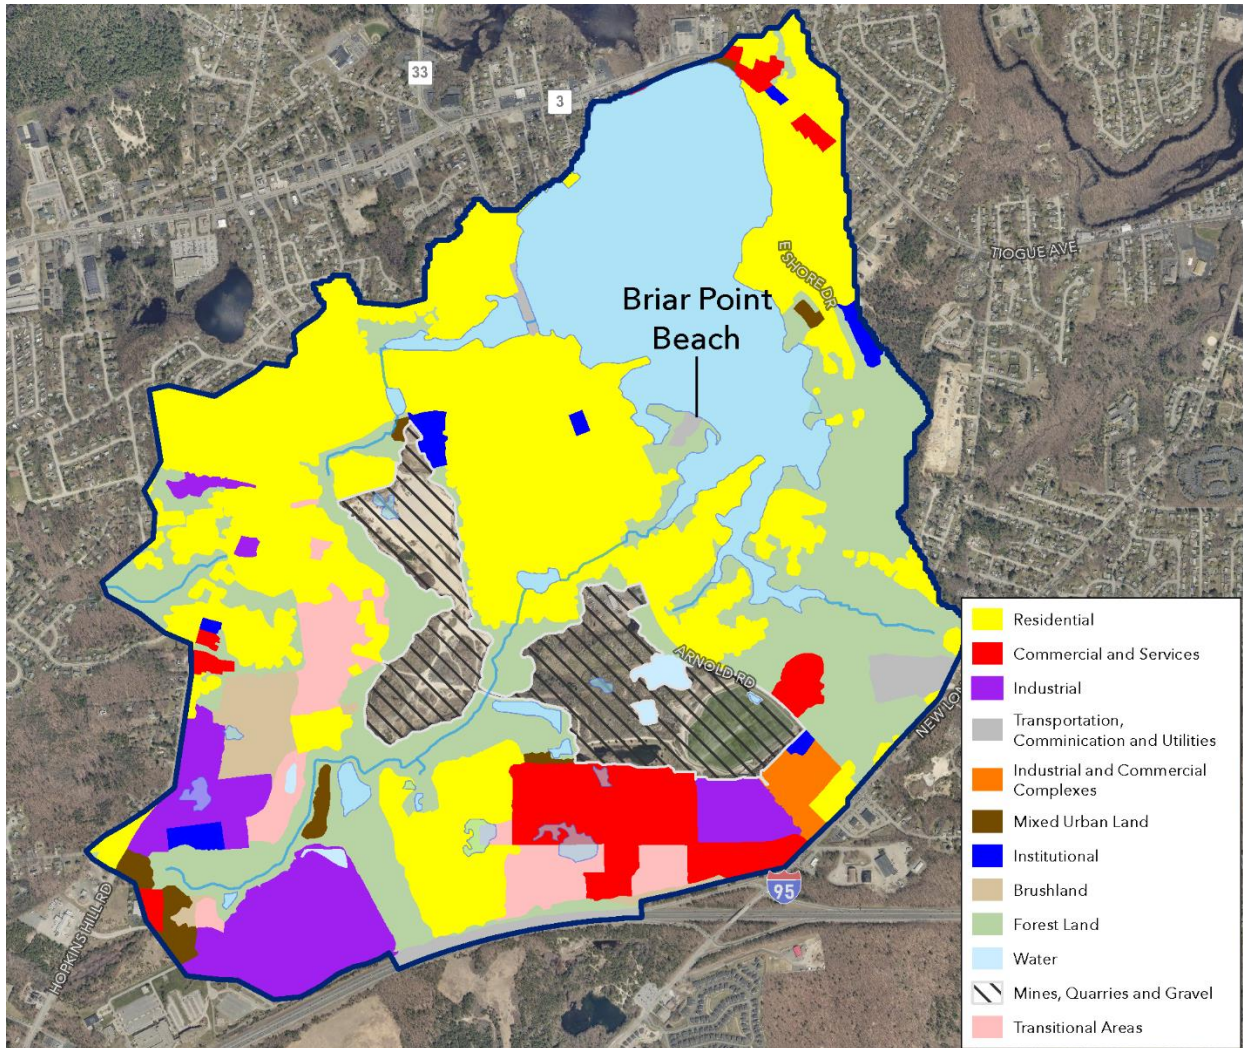 33
3
TIOGUE AVE
E SHORE DR
Briar Point
Beach
ARNOLD RD
NEW LON
95
HOPKINS HILL RD
Residential
Commercial and Services
Industrial
Transportation,
Comminication and Utilities
Industrial and Commercial
Complexes
Mixed Urban Land
Institutional
Brushland
Forest Land
Water
Mines, Quarries and Gravel
Transitional Areas